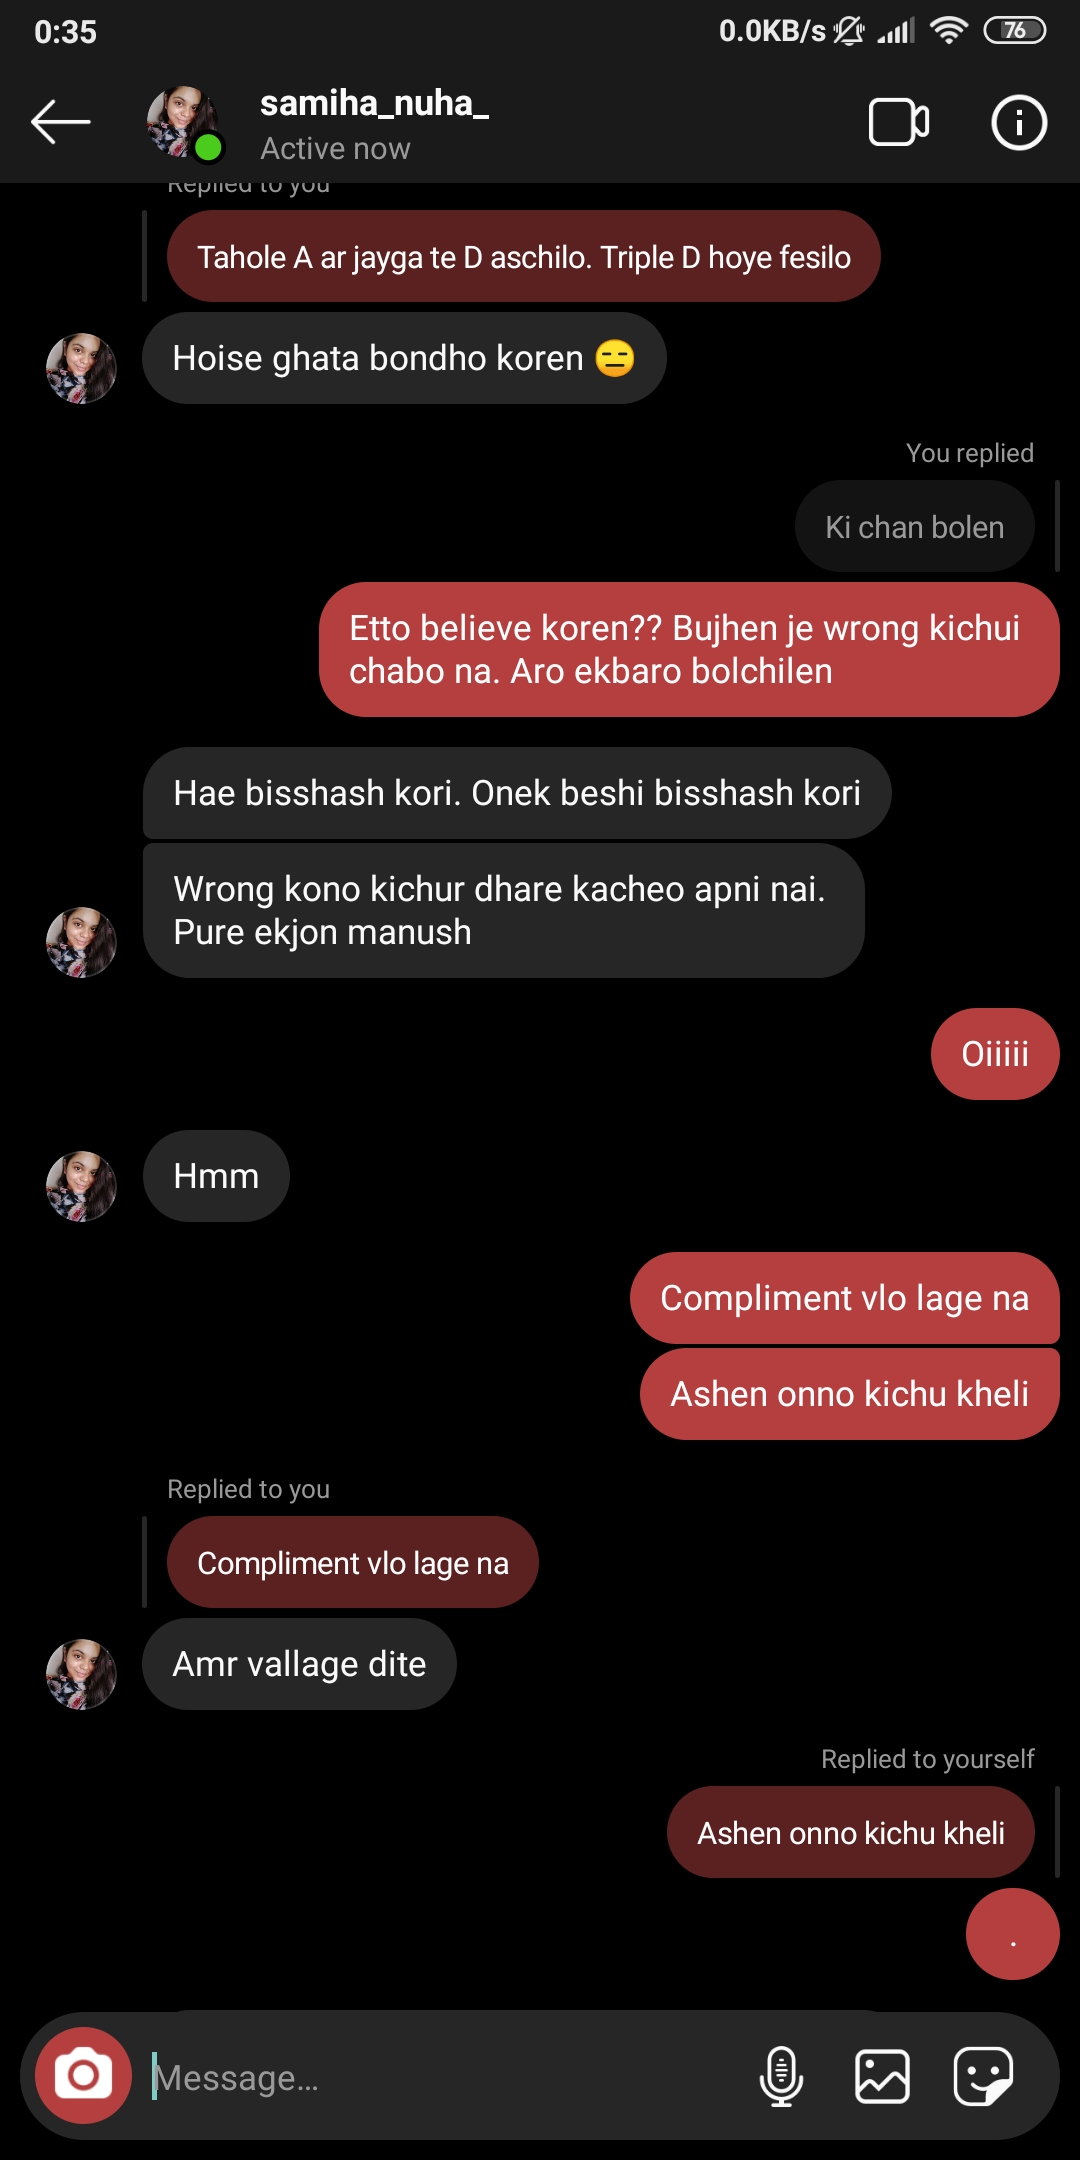 0:35
0.0KB/s
76
samiha_nuha_
Active now
Replied to you
Tahole A ar jayga te D aschilo. Triple D hoye fesilo
Hoise ghata bondho koren 😑
You replied
Ki chan bolen
Etto believe koren?? Bujhen je wrong kichui
chabo na. Aro ekbaro bolchilen
Hae bisshash kori. Onek beshi bisshash kori
Wrong kono kichur dhare kacheo apni nai.
Pure ekjon manush
Oiiiii
Hmm
Compliment vlo lage na
Ashen onno kichu kheli
Replied to you
Compliment vlo lage na
Amr vallage dite
Replied to yourself
Ashen onno kichu kheli
.
Message...